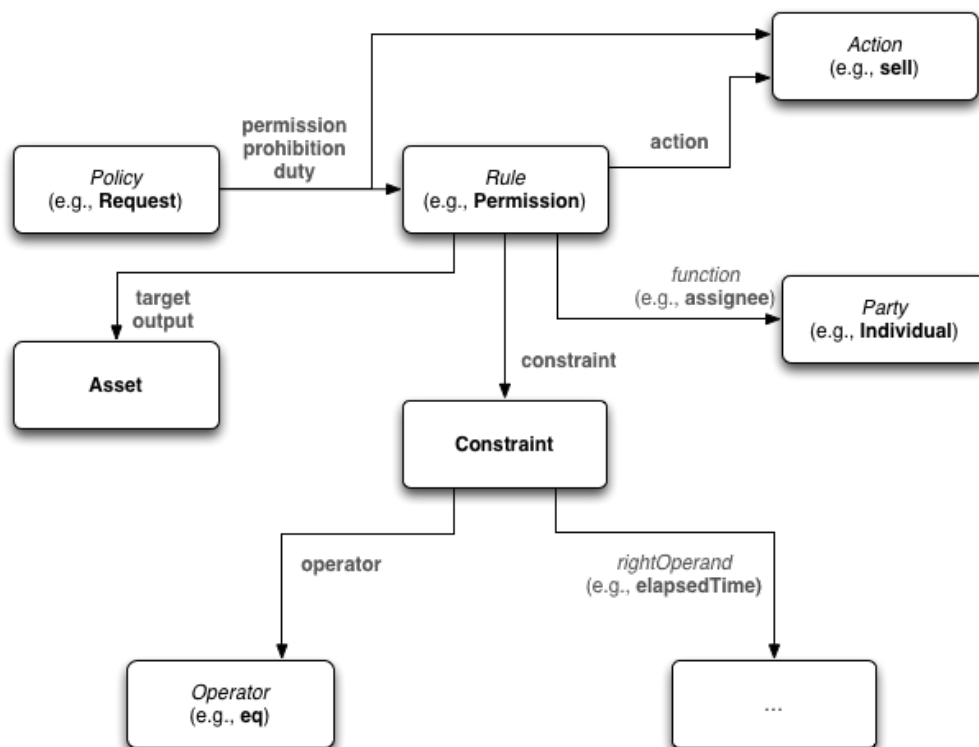 Action
(e.g., sell)
permission
prohibition
duty
action
Policy
(e.g., Request)
Rule
(e.g., Permission)
target
output
function
(e.g., assignee)
Party
(e.g., Individual)
Asset
constraint
Constraint
operator
rightOperand
(e.g., elapsedTime)
Operator
(e.g., eq)
...